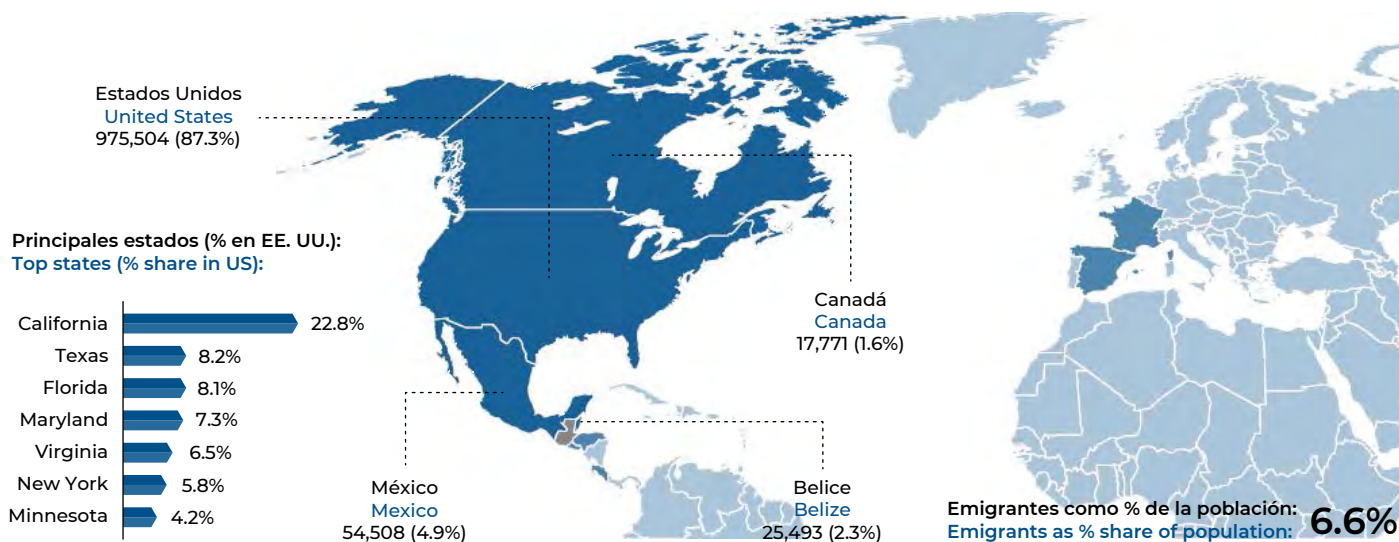 Estados Unidos
United States
975,504 (87.3%)
Principales estados (% en EE. UU.):
Top states (% share in US):
California 22.8%
Texas 8.2%
Florida 8.1%
Maryland 7.3%
Virginia 6.5%
New York 5.8%
Minnesota 4.2%
Canadá
Canada
17,771 (1.6%)
México
Mexico
54,508 (4.9%)
Belice
Belize
25,493 (2.3%)
Emigrantes como % de la población:
Emigrants as % share of population: 6.6%